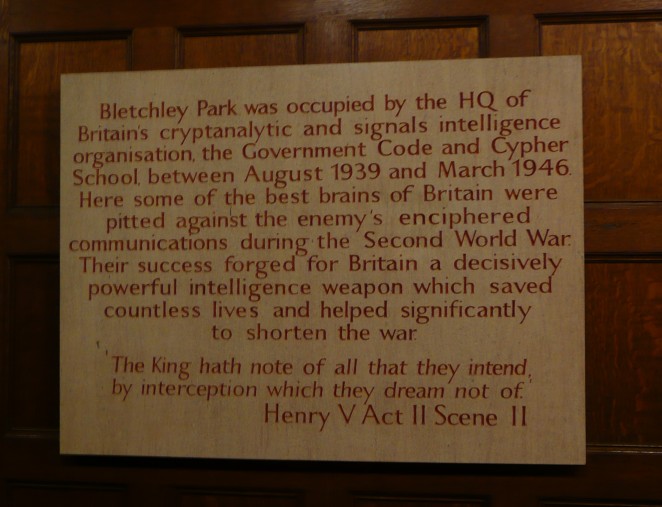 Bletchley Park was occupied by the HQ of
Britain's cryptanalytic and signals intelligence
organisation, the Government Code and Cypher
School, between August 1939 and March 1946.
Here some of the best brains of Britain were
pitted against the enemy's enciphered
communications during the Second World War.
Their success forged for Britain a decisively
powerful intelligence weapon which saved
countless lives and helped significantly
to shorten the war.
'The King hath note of all that they intend,
by interception which they dream not of.'
Henry V Act II Scene II